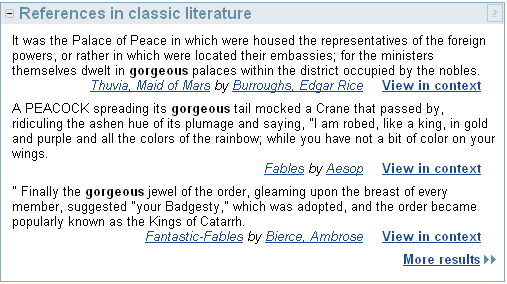 References in classic literature ?
It was the Palace of Peace in which were housed the representatives of the foreign
powers, or rather in which were located their embassies; for the ministers
themselves dwelt in gorgeous palaces within the district occupied by the nobles.
Thuvia, Maid of Mars by Burroughs, Edgar Rice View in context
A PEACOCK spreading its gorgeous tail mocked a Crane that passed by,
ridiculing the ashen hue of its plumage and saying, "I am robed, like a king, in gold
and purple and all the colors of the rainbow; while you have not a bit of color on your
wings.
Fables by Aesop View in context
" Finally the gorgeous jewel of the order, gleaming upon the breast of every
member, suggested "your Badgesty," which was adopted, and the order became
popularly known as the Kings of Catarrh.
Fantastic-Fables by Bierce, Ambrose View in context
More results